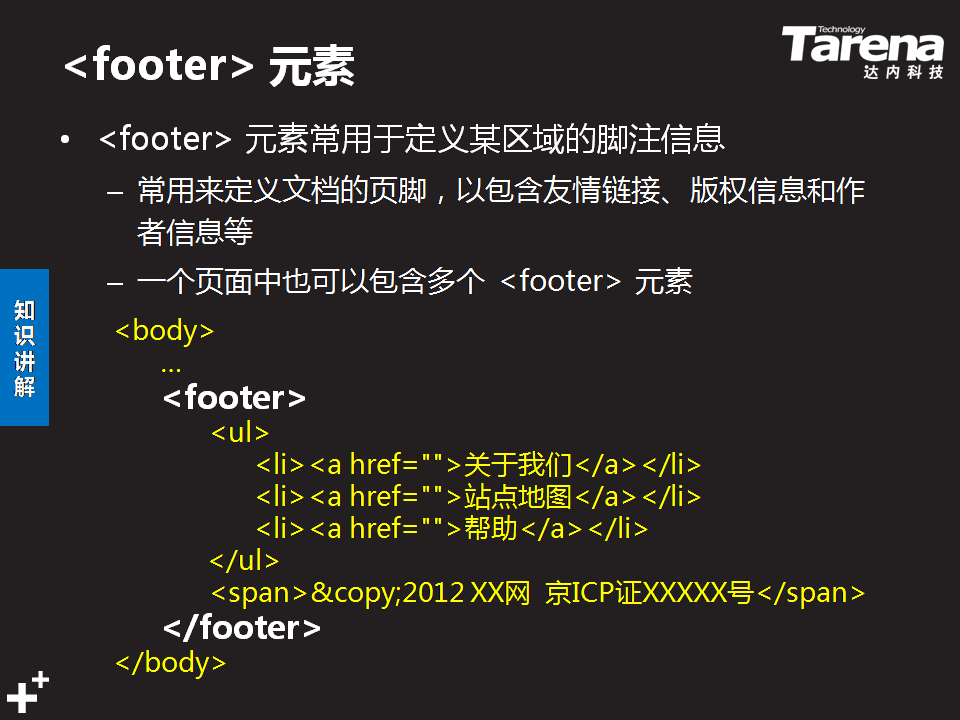 <footer> 元素
Technology
Tarena
达内科技
• <footer> 元素常用于定义某区域的脚注信息
– 常用来定义文档的页脚，以包含友情链接、版权信息和作
者信息等
– 一个页面中也可以包含多个 <footer> 元素
知识讲解
<body>
...
<footer>
<ul>
<li><a href="">关于我们</a></li>
<li><a href="">站点地图</a></li>
<li><a href="">帮助</a></li>
</ul>
<span>&copy;2012 XX网 京ICP证XXXXX号</span>
</footer>
</body>